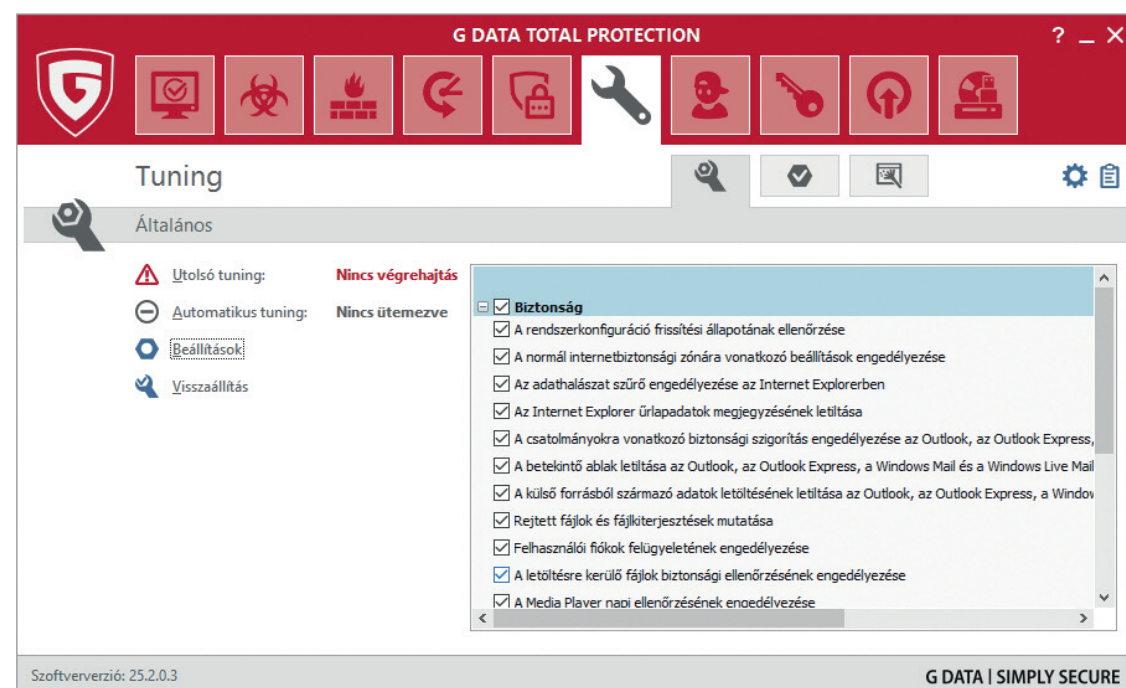 G DATA TOTAL PROTECTION
Tuning
Általános
Utolsó tuning: Nincs végrehajtás
Automatikus tuning: Nincs ütemezve
Beállítások
Visszaállítás
Biztonság
A rendszerkonfiguráció frissítési állapotának ellenőrzése
A normál internetbiztonsági zónára vonatkozó beállítások engedélyezése
Az adathalászat szűrő engedélyezése az Internet Explorerben
Az Internet Explorer űrlapadatok megjegyzésének letiltása
A csatolmányokra vonatkozó biztonsági szigorítás engedélyezése az Outlook, az Outlook Express,
A betekintő ablak letiltása az Outlook, az Outlook Express, a Windows Mail és a Windows Live Mail
A külső forrásból származó adatok letöltésének letiltása az Outlook, az Outlook Express, a Window
Rejtett fájlok és fájlkiterjesztések mutatása
Felhasználói fiókok felügyeletének engedélyezése
A letöltésre kerülő fájlok biztonsági ellenőrzésének engedélyezése
A Media Player napi ellenőrzésének engedélyezése
Szoftververzió: 25.2.0.3
G DATA | SIMPLY SECURE